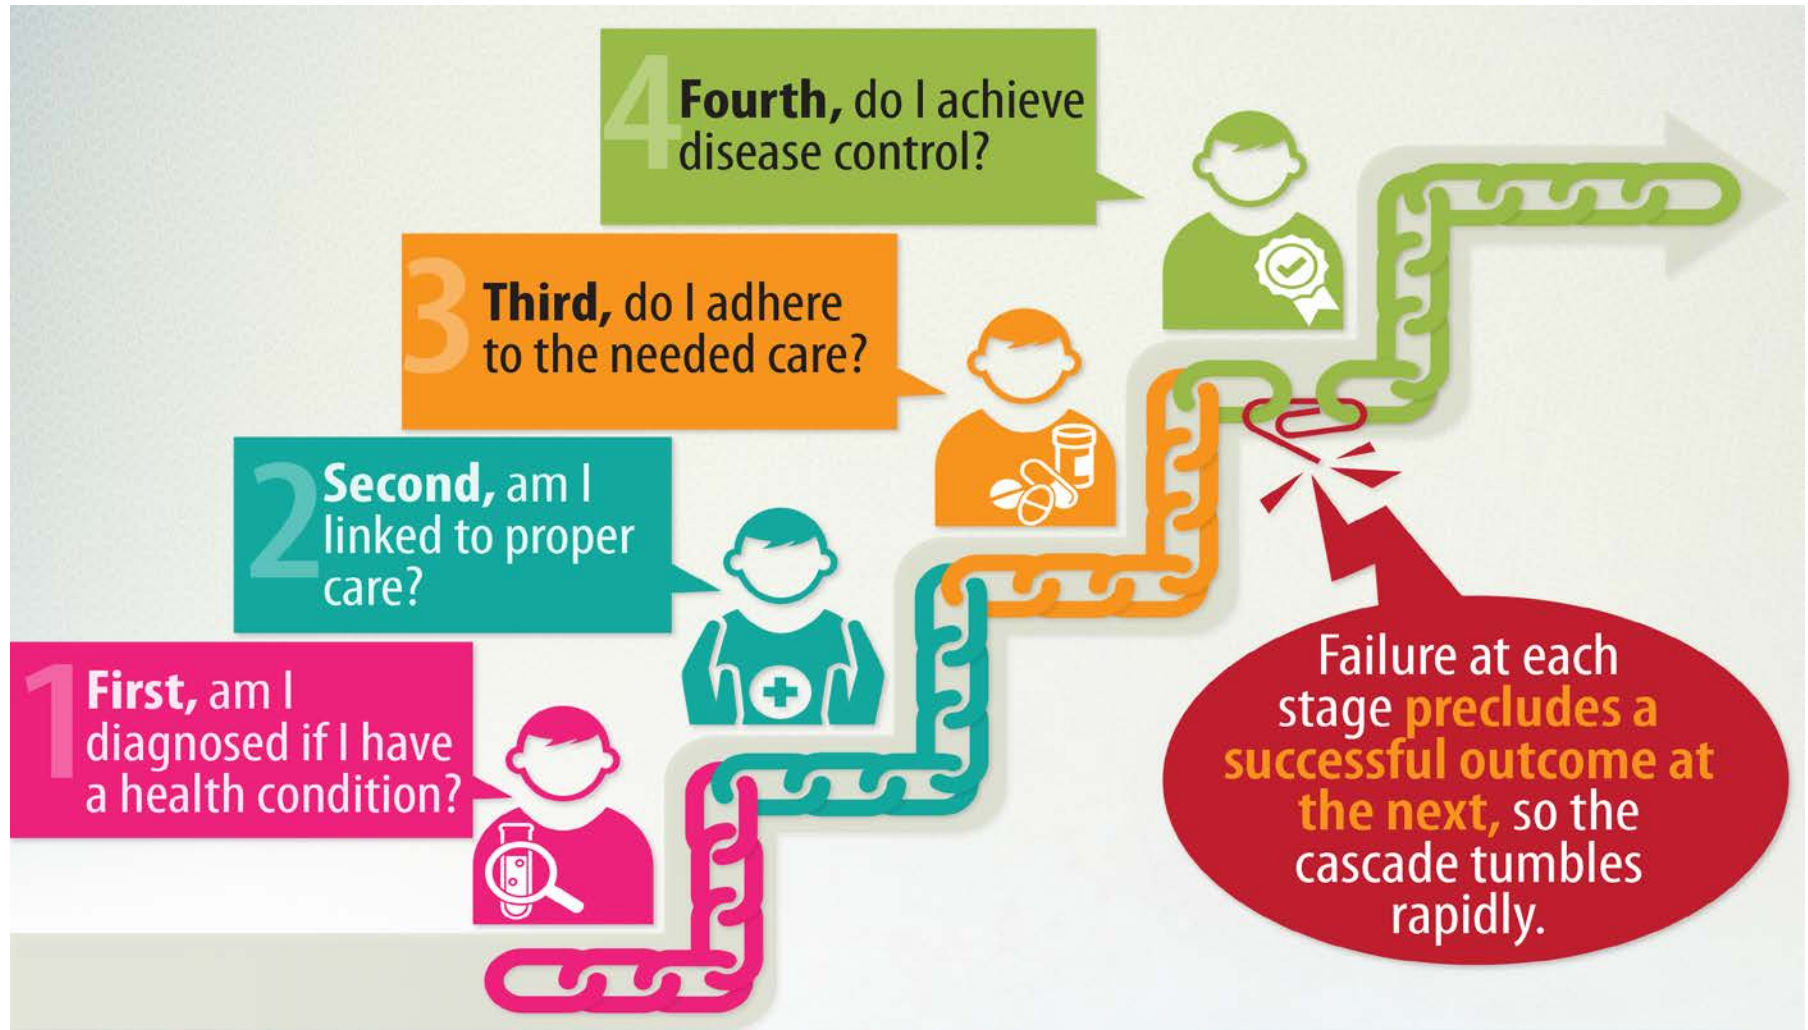 4
Fourth, do I achieve
disease control?
3
Third, do I adhere
to the needed care?
2
Second, am I
linked to proper
care?
1
First, am I
diagnosed if I have
a health condition?
Failure at each
stage precludes a
successful outcome at
the next, so the
cascade tumbles
rapidly.